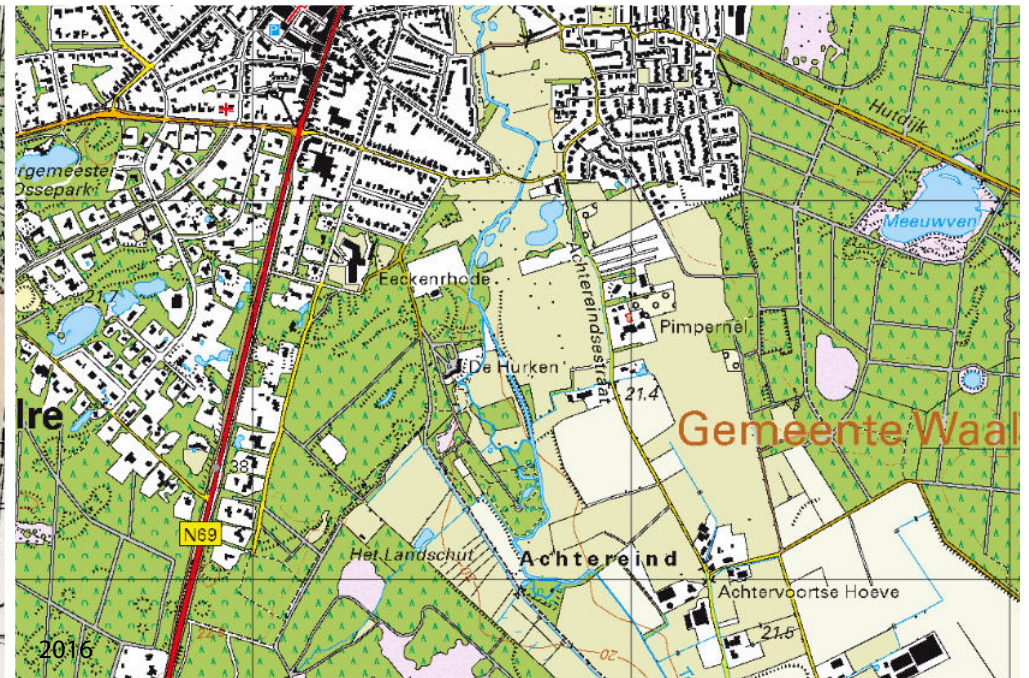 P
Hutdijk
Ossepark
Meeuwven
Achtereindsestraat
Eeckenrhode
Pimpernel
De Hurken
21.4
lre
Gemeente Waal
38
N69
Het Landschut
Achtereind
Achtervoortse Hoeve
21.5
20
2016